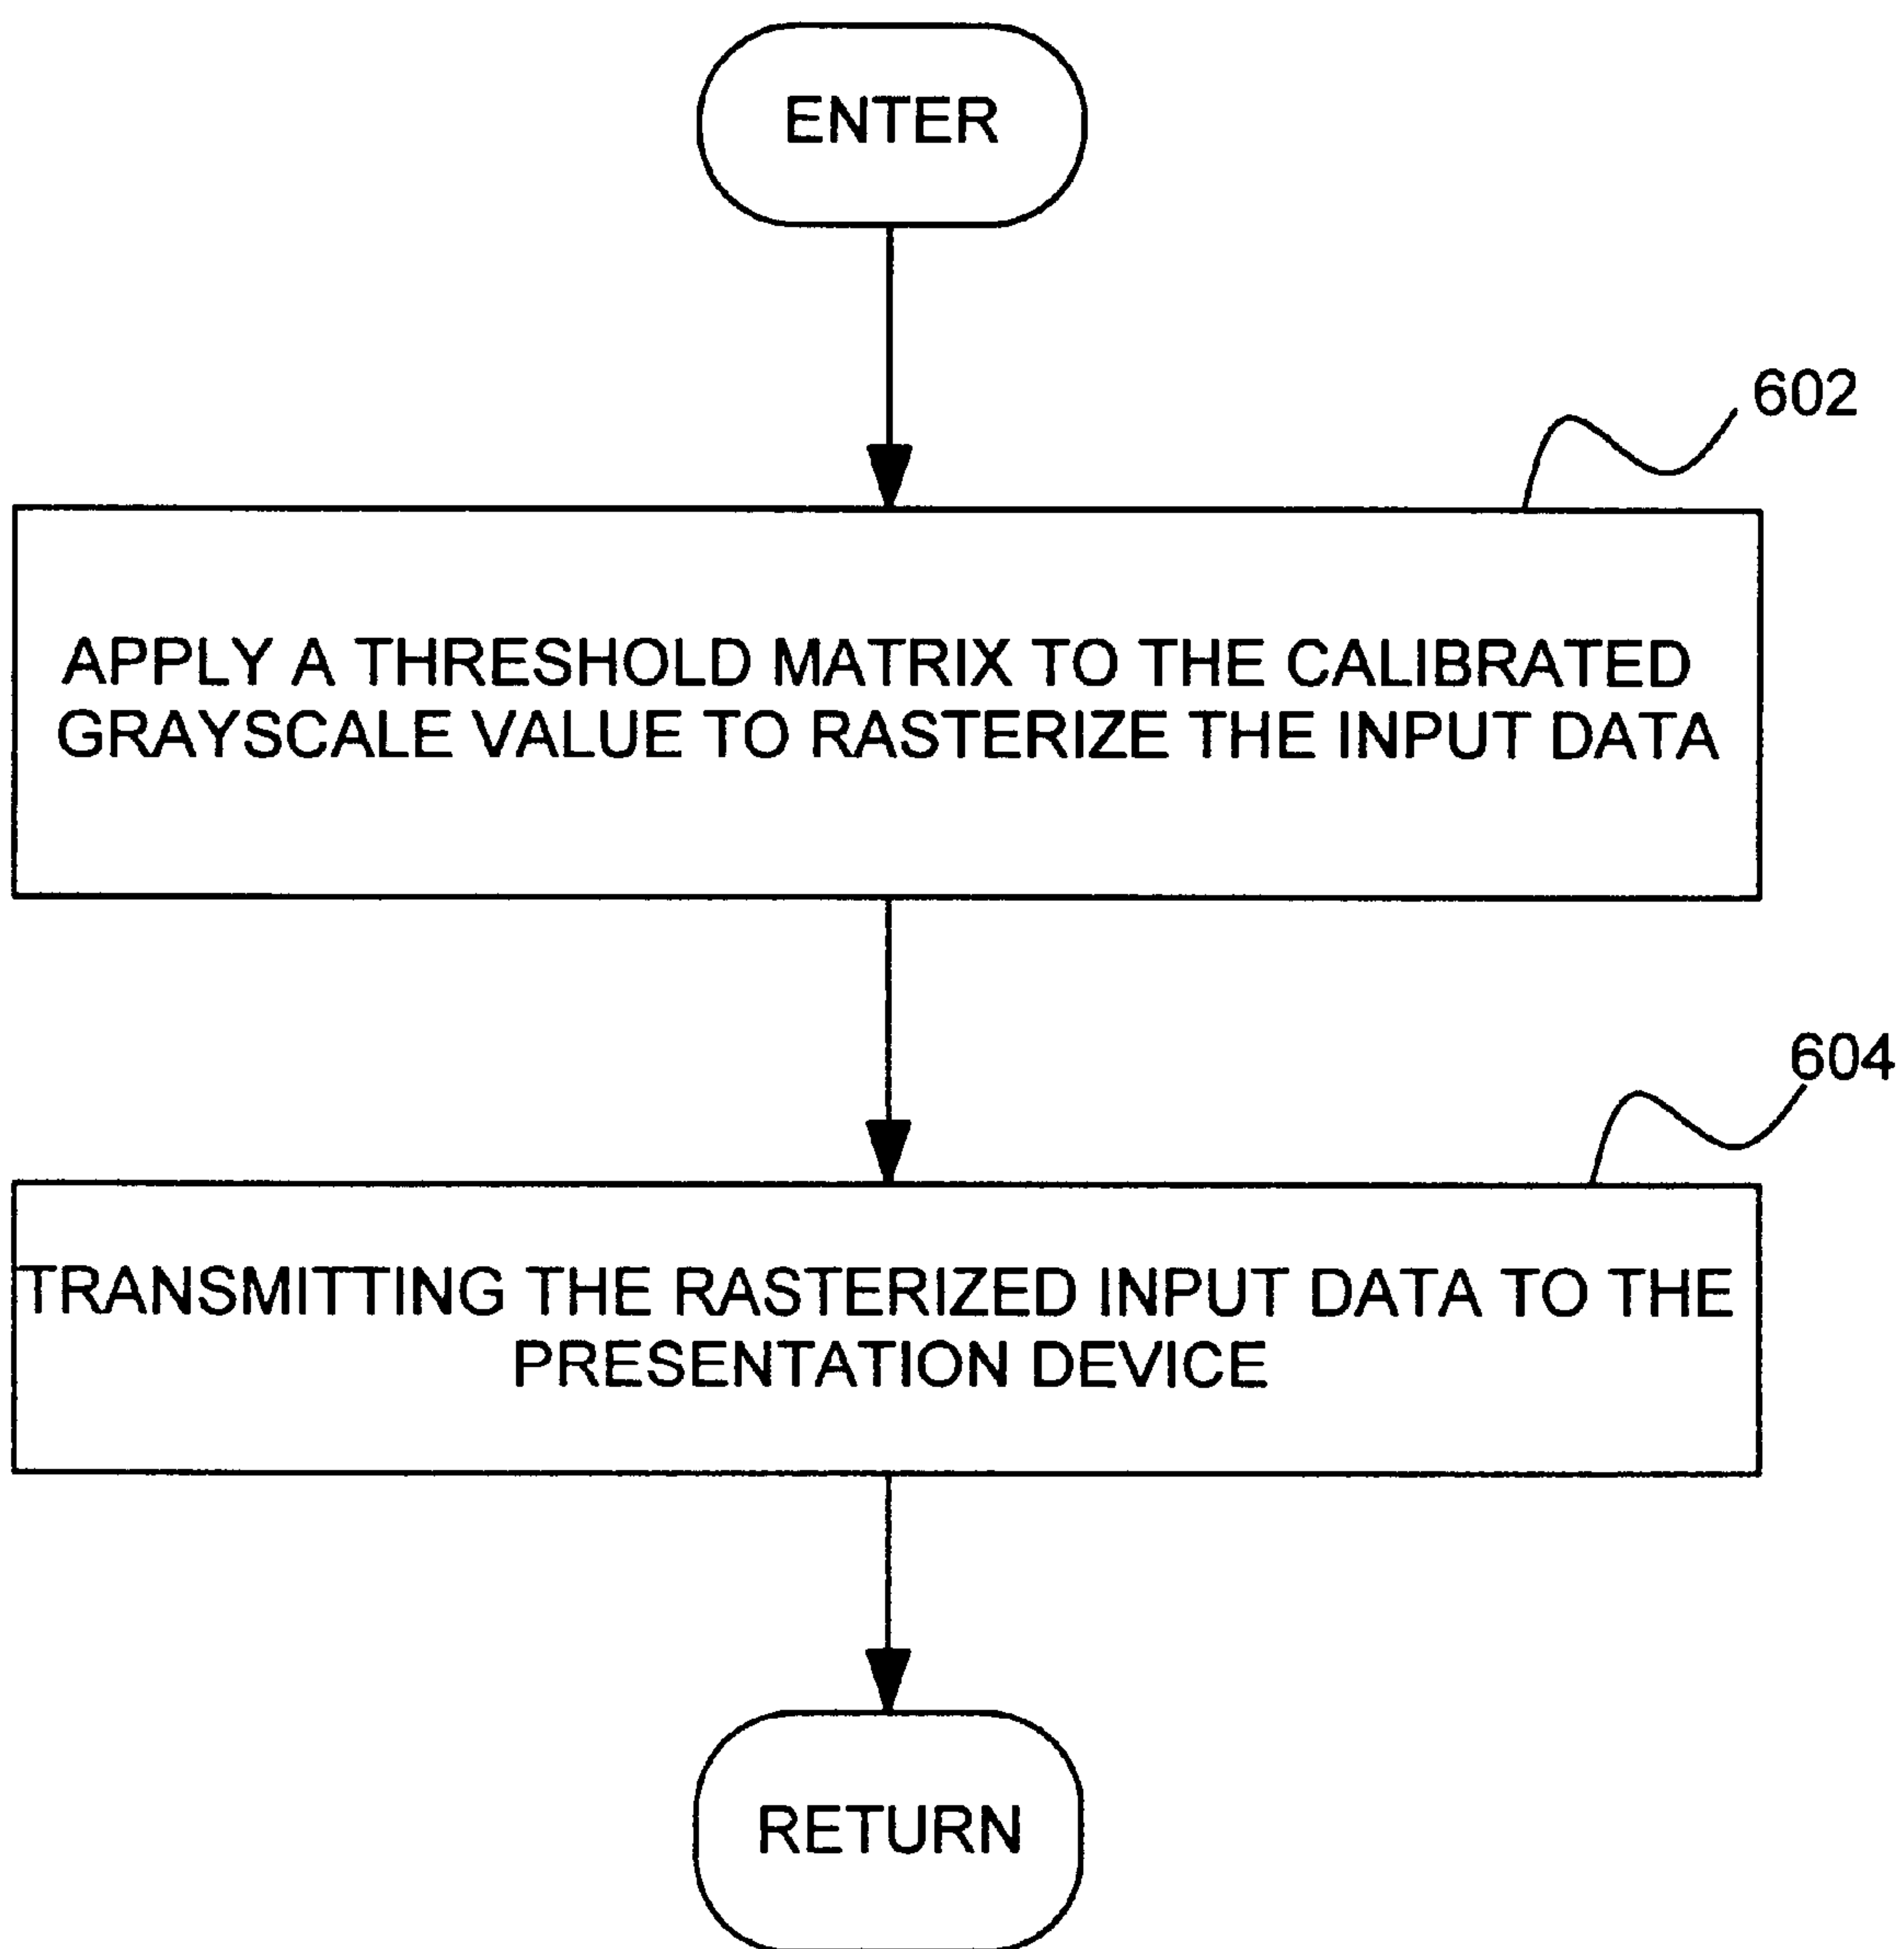 ENTER
602
APPLY A THRESHOLD MATRIX TO THE CALIBRATED
GRAYSCALE VALUE TO RASTERIZE THE INPUT DATA
604
TRANSMITTING THE RASTERIZED INPUT DATA TO THE
PRESENTATION DEVICE
RETURN